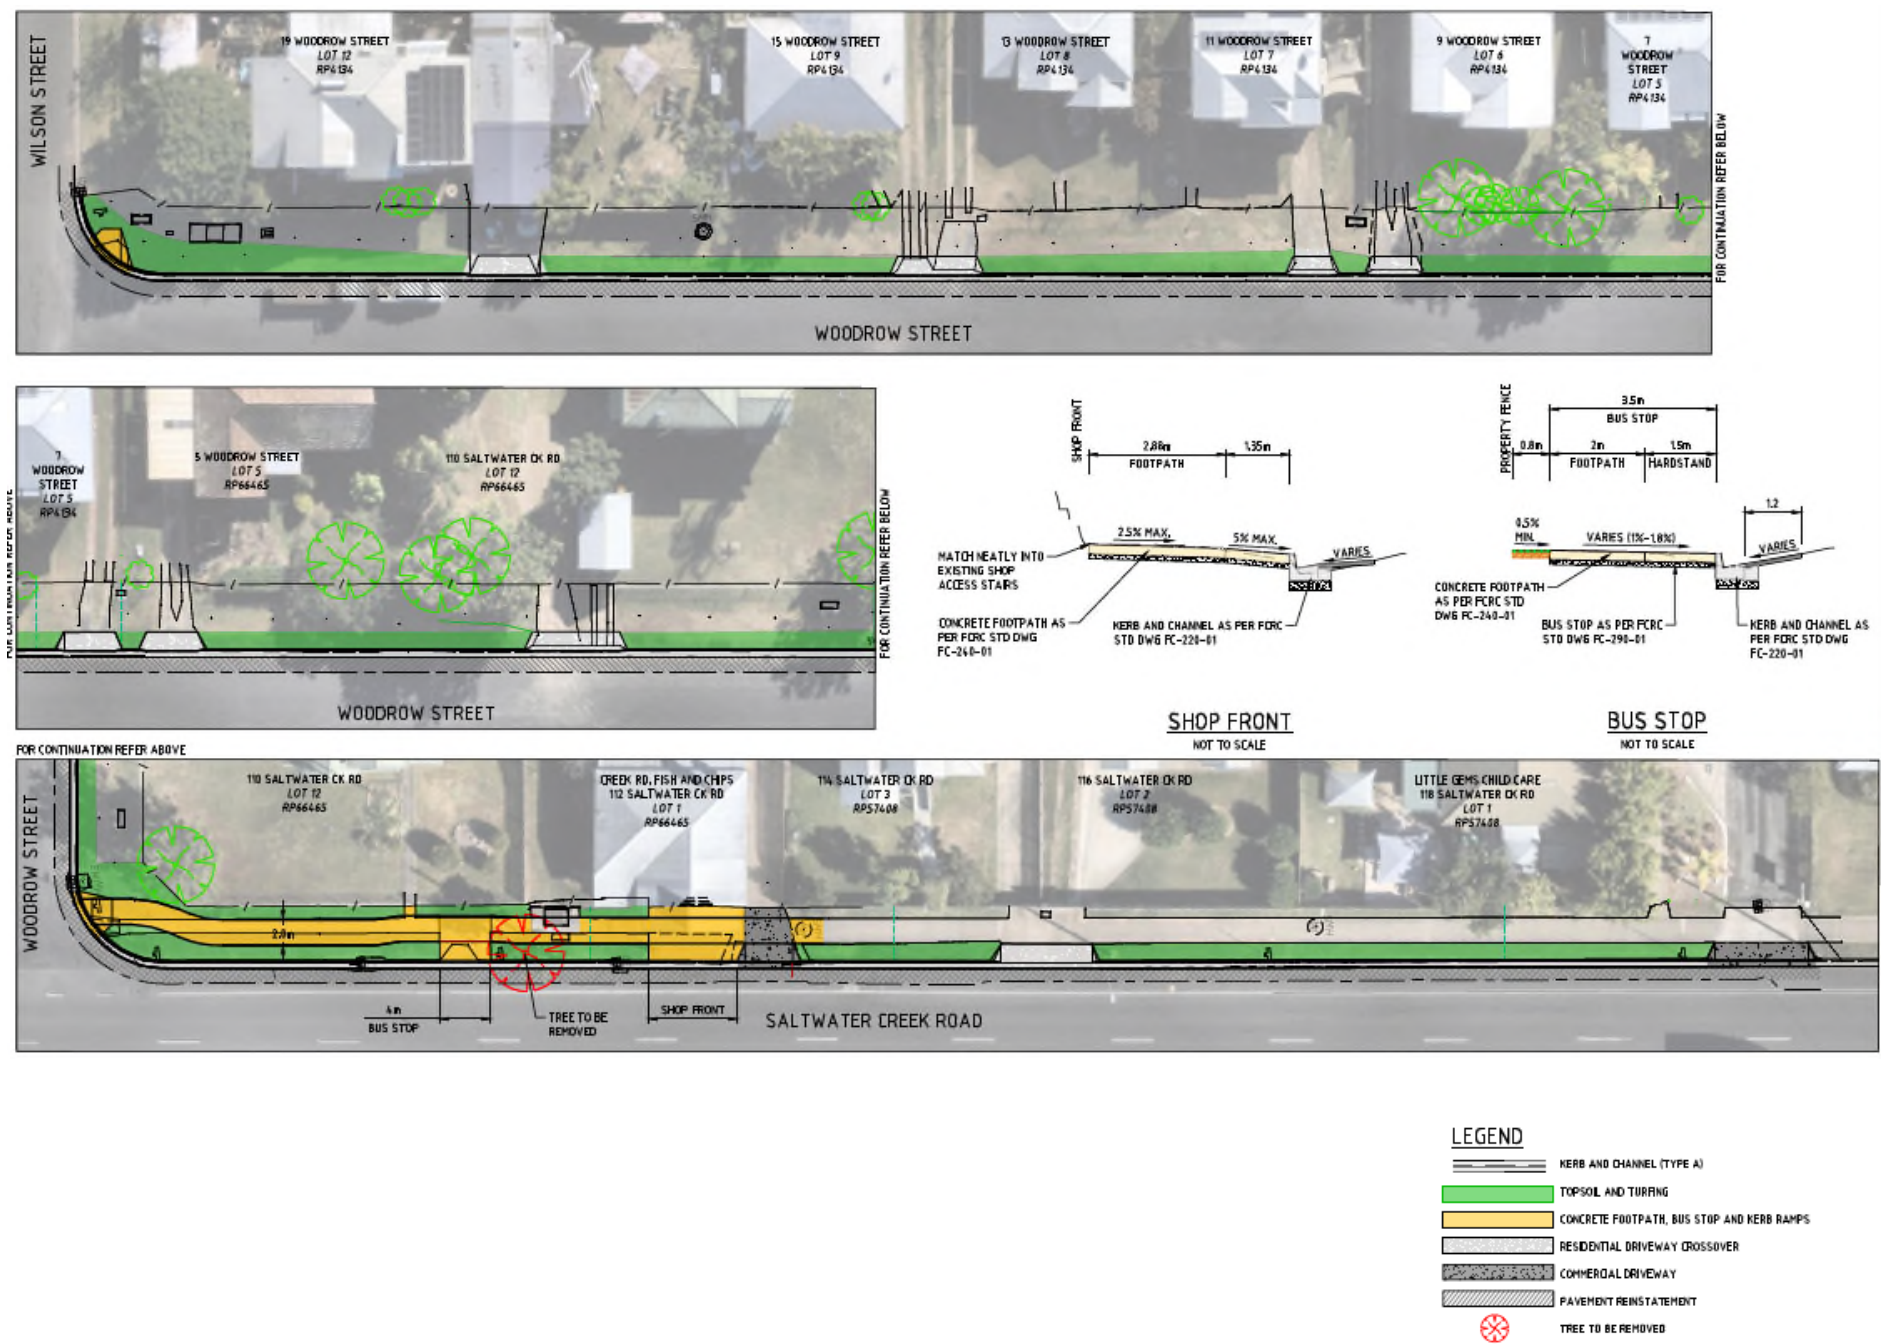 WILSON STREET
19 WOODROW STREET
LOT 12
RP4134
15 WOODROW STREET
LOT 9
RP4134
13 WOODROW STREET
LOT 8
RP4134
11 WOODROW STREET
LOT 7
RP4134
9 WOODROW STREET
LOT 6
RP4134
7
WOODROW
STREET
LOT 5
RP4134
FOR CONTINUATION REFER BELOW
WOODROW STREET
FOR CONTINUATION REFER ABOVE
7
WOODROW
STREET
LOT 5
RP4134
5 WOODROW STREET
LOT 5
RP66465
110 SALTWATER CK RD
LOT 12
RP66465
FOR CONTINUATION REFER BELOW
WOODROW STREET
SHOP FRONT
2.88m
1.35m
FOOTPATH
2.5% MAX.
5% MAX.
VARIES
MATCH NEATLY INTO
EXISTING SHOP
ACCESS STAIRS
CONCRETE FOOTPATH AS
PER FCRC STD DWG
FC-240-01
KERB AND CHANNEL AS PER FCRC
STD DWG FC-220-01
SHOP FRONT
NOT TO SCALE
PROPERTY FENCE
3.5m
BUS STOP
0.8m
2m
1.5m
FOOTPATH
HARDSTAND
1.2
0.5%
MIN.
VARIES (1%-1.8%)
VARIES
CONCRETE FOOTPATH
AS PER FCRC STD
DWG FC-240-01
BUS STOP AS PER FCRC
STD DWG FC-290-01
KERB AND CHANNEL AS
PER FCRC STD DWG
FC-220-01
BUS STOP
NOT TO SCALE
FOR CONTINUATION REFER ABOVE
WOODROW STREET
110 SALTWATER CK RD
LOT 12
RP66465
CREEK RD, FISH AND CHIPS
112 SALTWATER CK RD
LOT 1
RP66465
114 SALTWATER CK RD
LOT 3
RP57408
116 SALTWATER CK RD
LOT 2
RP57408
LITTLE GEMS CHILD CARE
118 SALTWATER CK RD
LOT 1
RP57408
2.0m
4m
BUS STOP
TREE TO BE
REMOVED
SHOP FRONT
SALTWATER CREEK ROAD
LEGEND
KERB AND CHANNEL (TYPE A)
TOPSOIL AND TURFING
CONCRETE FOOTPATH, BUS STOP AND KERB RAMPS
RESIDENTIAL DRIVEWAY CROSSOVER
COMMERCIAL DRIVEWAY
PAVEMENT REINSTATEMENT
TREE TO BE REMOVED